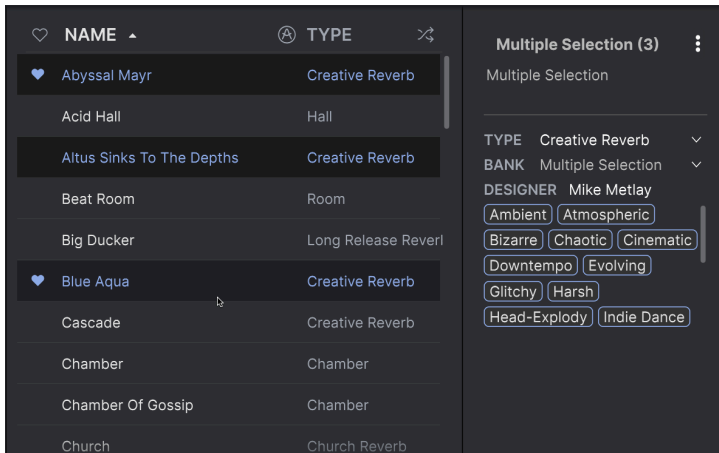 NAME TYPE
Abyssal Mayr Creative Reverb
Acid Hall Hall
Altus Sinks To The Depths Creative Reverb
Beat Room Room
Big Ducker Long Release Reverl
Blue Aqua Creative Reverb
Cascade Creative Reverb
Chamber Chamber
Chamber Of Gossip Chamber
Church Church Reverb
Multiple Selection (3)
Multiple Selection
TYPE Creative Reverb
BANK Multiple Selection
DESIGNER Mike Metlay
Ambient Atmospheric
Bizarre Chaotic Cinematic
Downtempo Evolving
Glitchy Harsh
Head-Explody Indie Dance